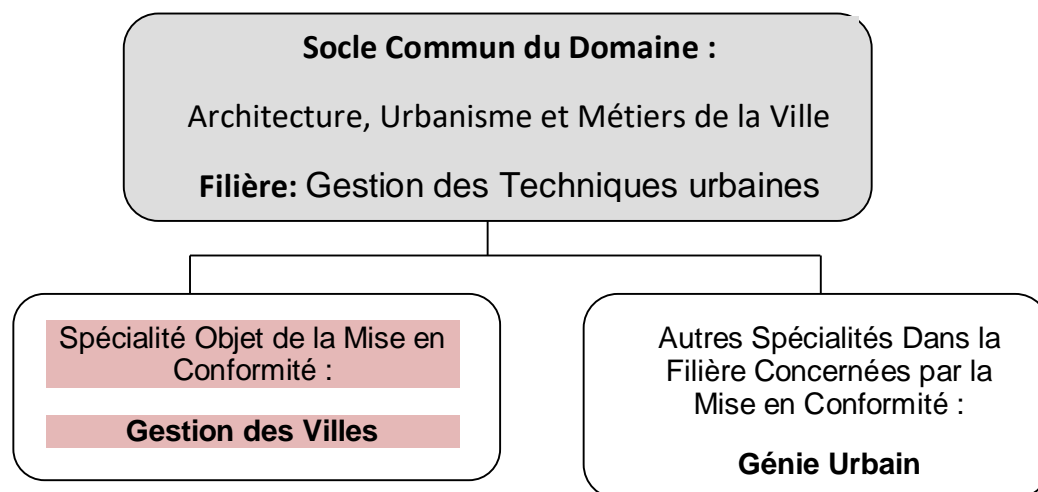 Socle Commun du Domaine :
Architecture, Urbanisme et Métiers de la Ville
Filière: Gestion des Techniques urbaines
Spécialité Objet de la Mise en
Conformité :
Gestion des Villes
Autres Spécialités Dans la
Filière Concernées par la
Mise en Conformité :
Génie Urbain